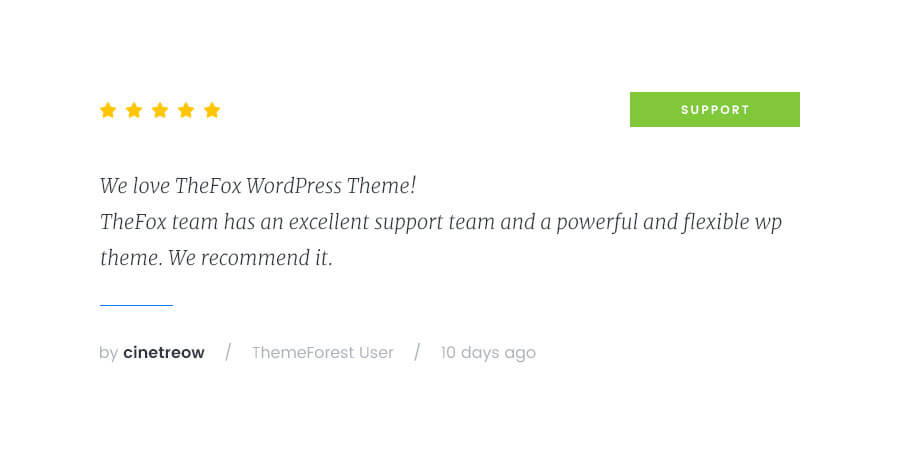 SUPPORT
We love TheFox WordPress Theme!
TheFox team has an excellent support team and a powerful and flexible wp
theme. We recommend it.
by cinetreow / ThemeForest User / 10 days ago